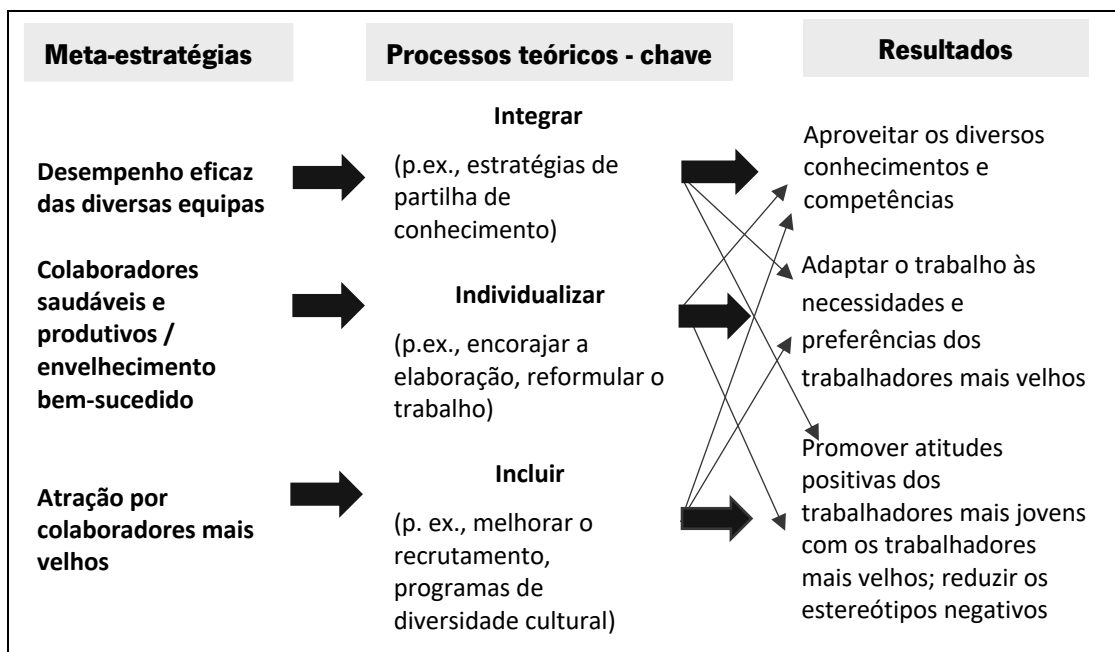 Meta-estratégias
Processos teóricos - chave
Resultados
Desempenho eficaz
das diversas equipas
Colaboradores
saudáveis e
produtivos /
envelhecimento
bem-sucedido
Atração por
colaboradores mais
velhos
Integrar
(p.ex., estratégias de
partilha de
conhecimento)
Individualizar
(p.ex., encorajar a
elaboração, reformular o
trabalho)
Incluir
(p. ex., melhorar o
recrutamento,
programas de
diversidade cultural)
Aproveitar os diversos
conhecimentos e
competências
Adaptar o trabalho às
necessidades e
preferências dos
trabalhadores mais velhos
Promover atitudes
positivas dos
trabalhadores mais jovens
com os trabalhadores
mais velhos; reduzir os
estereótipos negativos